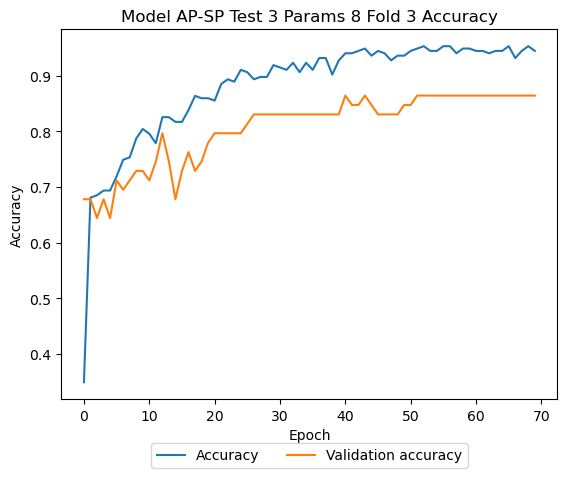 Model AP-SP Test 3 Params 8 Fold 3 Accuracy
0.9
0.8
0.7
0.6
0.5
0.4
Accuracy
0 10 20 30 40 50 60 70
Epoch
Accuracy Validation accuracy